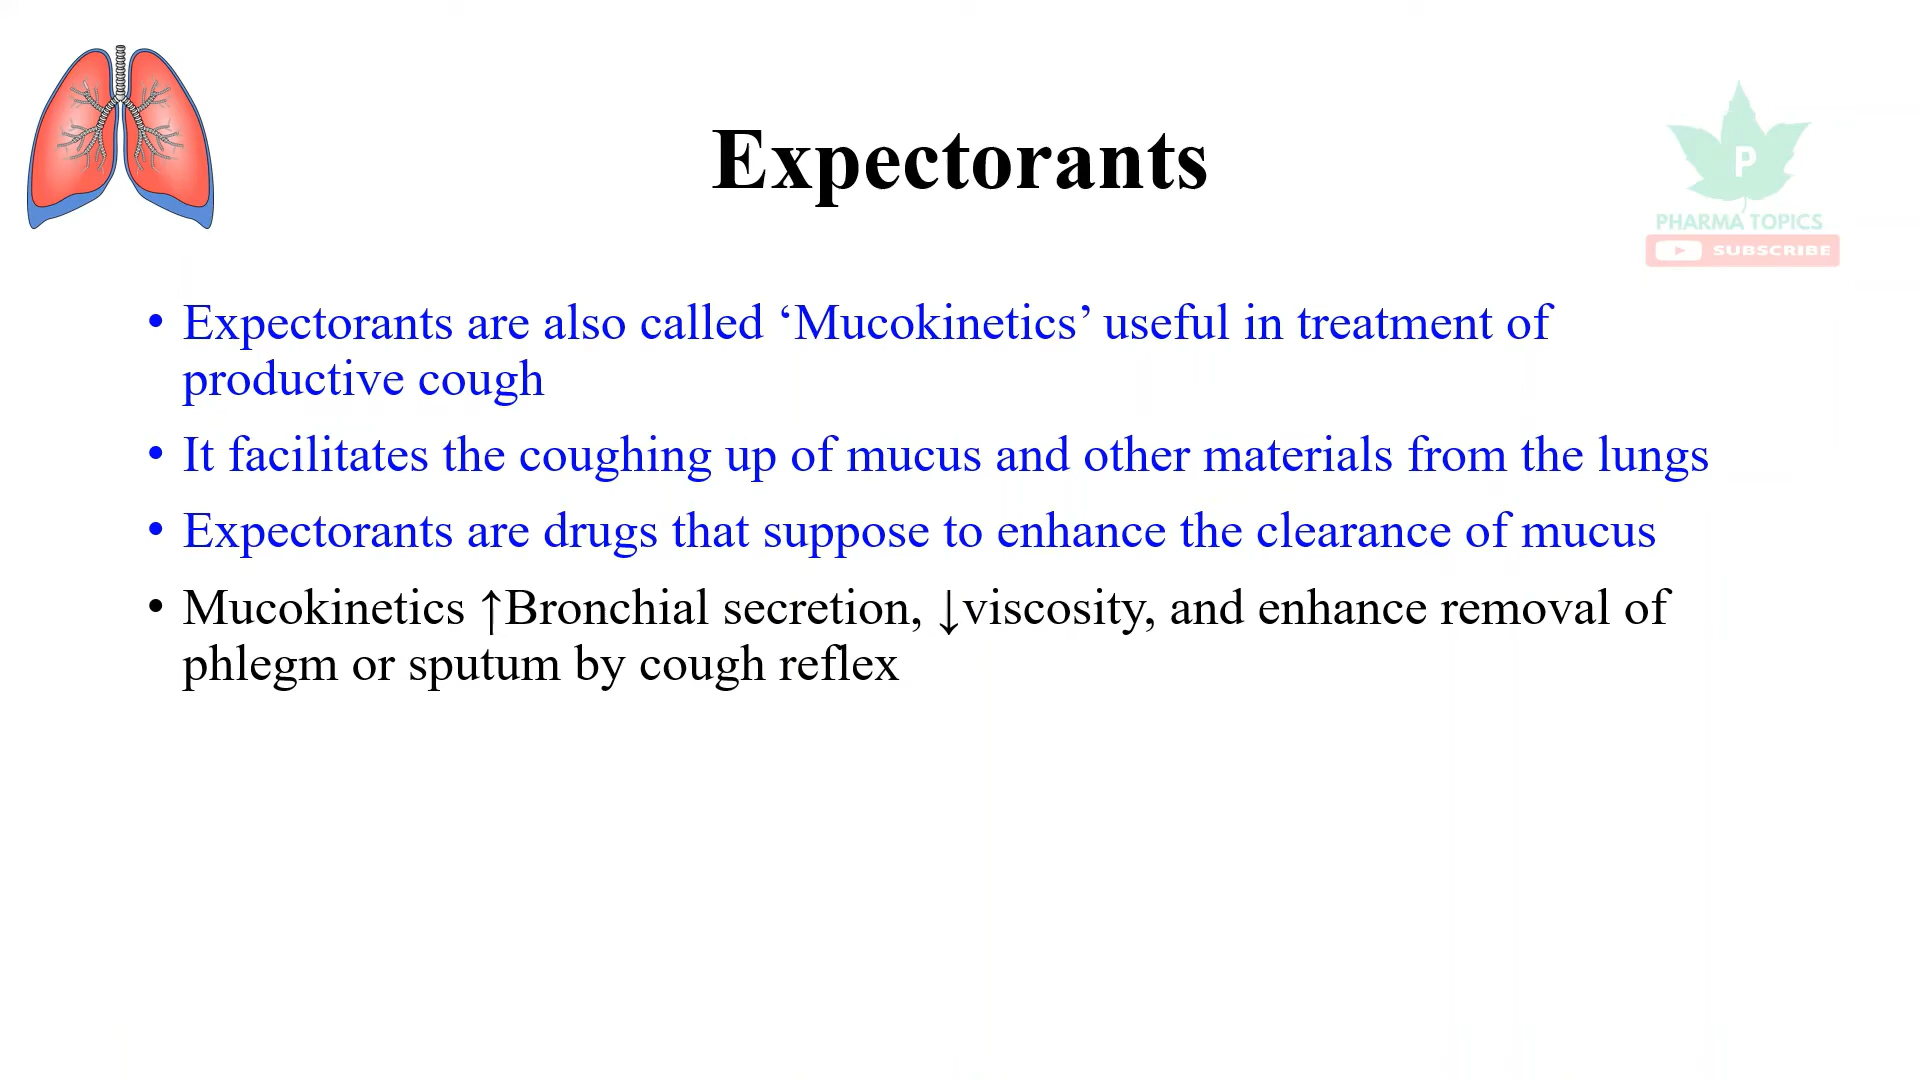 Expectorants
P
PHARMA TOPICS
SUBSCRIBE
• Expectorants are also called ‘Mucokinetics’ useful in treatment of
productive cough
• It facilitates the coughing up of mucus and other materials from the lungs
• Expectorants are drugs that suppose to enhance the clearance of mucus
• Mucokinetics ↑Bronchial secretion, ↓viscosity, and enhance removal of
phlegm or sputum by cough reflex